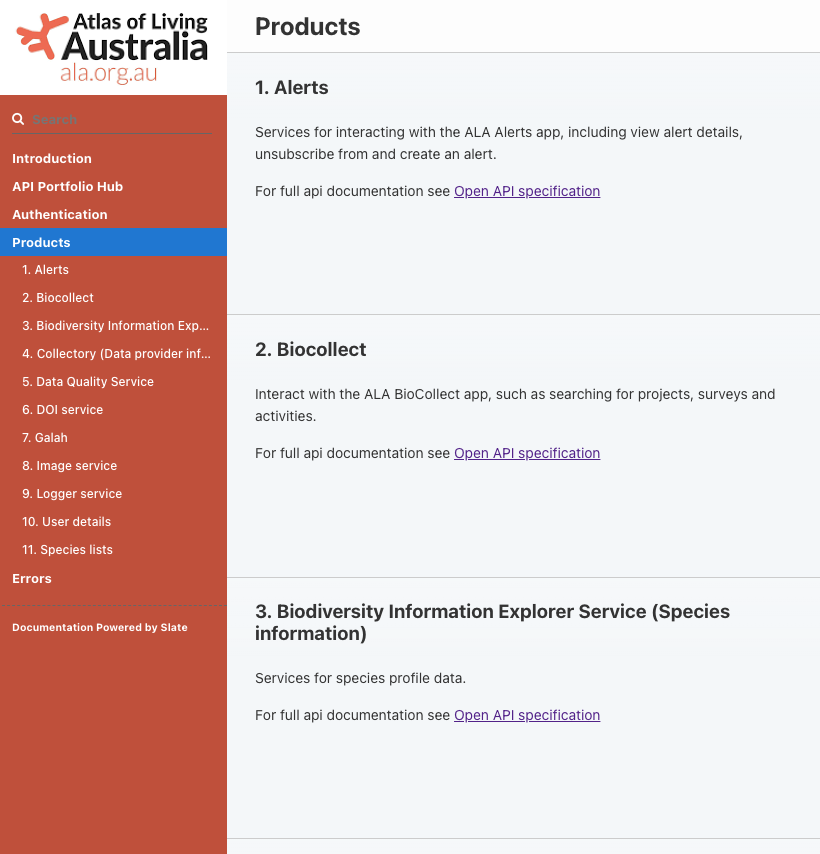 Atlas of Living
Australia
ala.org.au
Search
Introduction
API Portfolio Hub
Authentication
Products
1. Alerts
2. Biocollect
3. Biodiversity Information Exp...
4. Collectory (Data provider inf...
5. Data Quality Service
6. DOI service
7. Galah
8. Image service
9. Logger service
10. User details
11. Species lists
Errors
Documentation Powered by Slate
Products
1. Alerts
Services for interacting with the ALA Alerts app, including view alert details,
unsubscribe from and create an alert.
For full api documentation see Open API specification
2. Biocollect
Interact with the ALA BioCollect app, such as searching for projects, surveys and
activities.
For full api documentation see Open API specification
3. Biodiversity Information Explorer Service (Species
information)
Services for species profile data.
For full api documentation see Open API specification